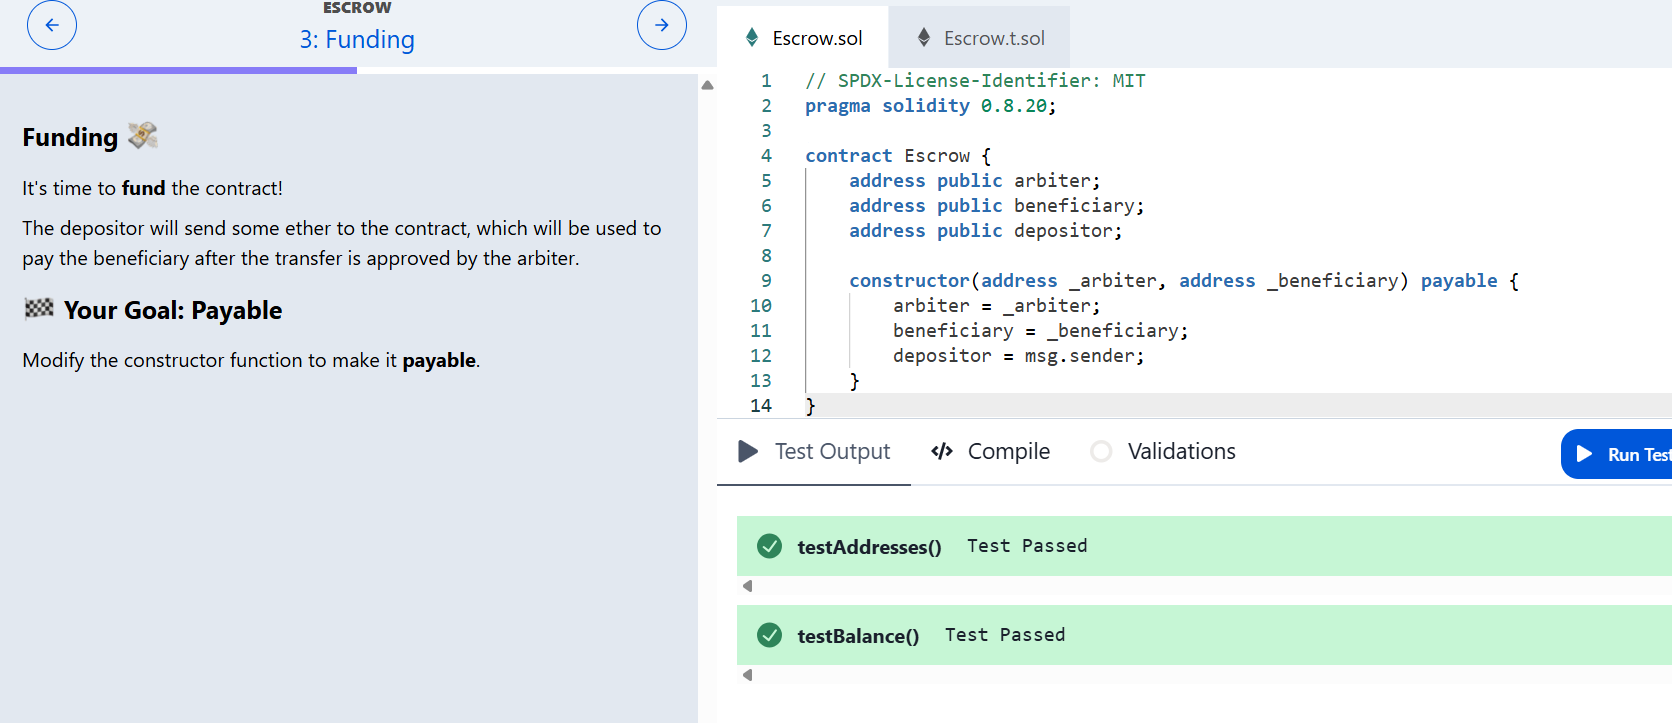 ESCROW
3: Funding
Funding 💸
It's time to fund the contract!
The depositor will send some ether to the contract, which will be used to
pay the beneficiary after the transfer is approved by the arbiter.
🏁 Your Goal: Payable
Modify the constructor function to make it payable.
Escrow.sol
Escrow.t.sol
1 // SPDX-License-Identifier: MIT
2 pragma solidity 0.8.20;
3
4 contract Escrow {
5     address public arbiter;
6     address public beneficiary;
7     address public depositor;
8
9     constructor(address _arbiter, address _beneficiary) payable {
10         arbiter = _arbiter;
11         beneficiary = _beneficiary;
12         depositor = msg.sender;
13     }
14 }
Test Output
Compile
Validations
Run Test
testAddresses() Test Passed
testBalance() Test Passed